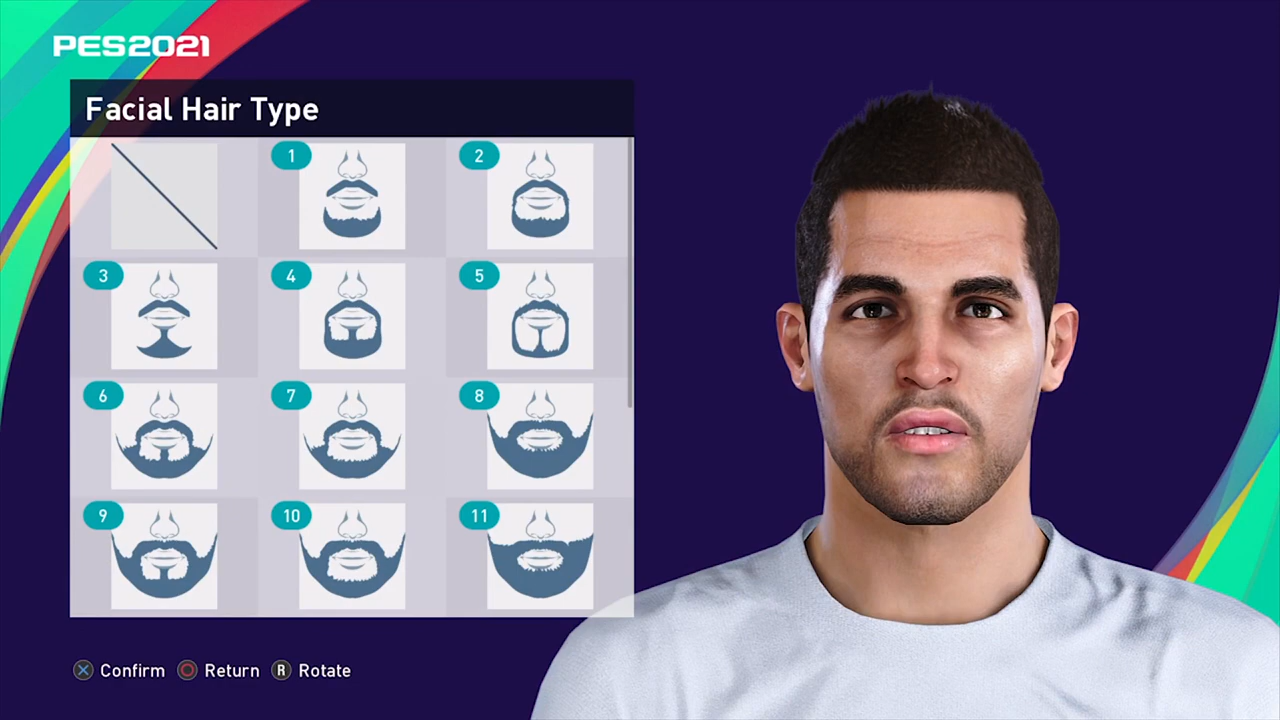 PES2021
Facial Hair Type
1
2
3
4
5
6
7
8
9
10
11
Confirm
Return
R
Rotate